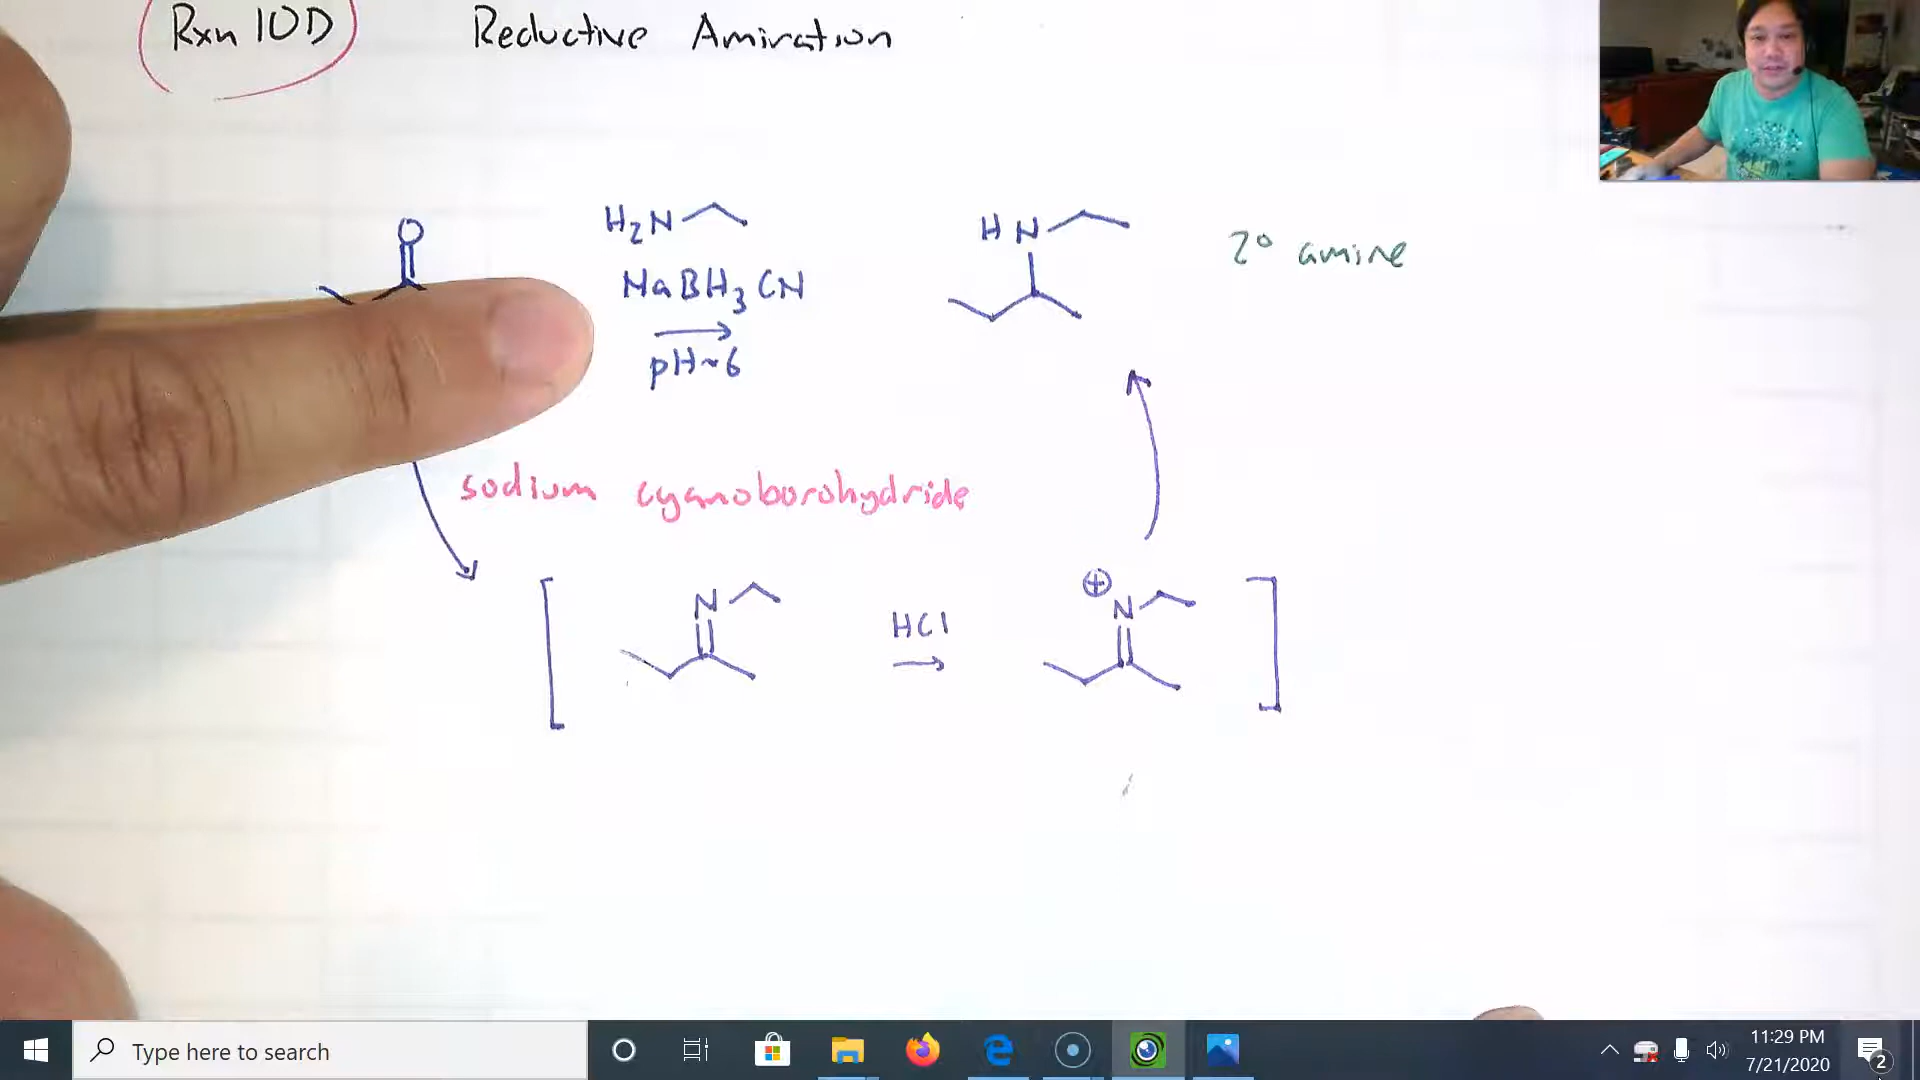 Rxn 10D Reductive Amination
O
H2N
NaBH3CN
pH~6
HN
2° amine
sodium cyanoborohydride
N
HCl
⊕
N
Type here to search
11:29 PM
7/21/2020
2